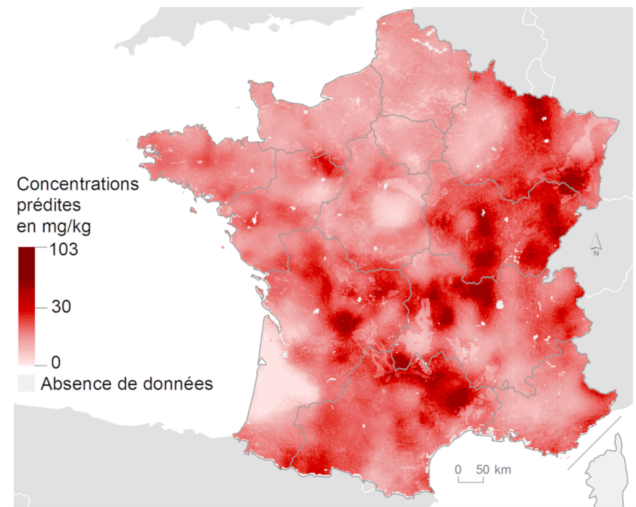 Concentrations
prédites
en mg/kg
103
30
0
Absence de données
N
0 50 km